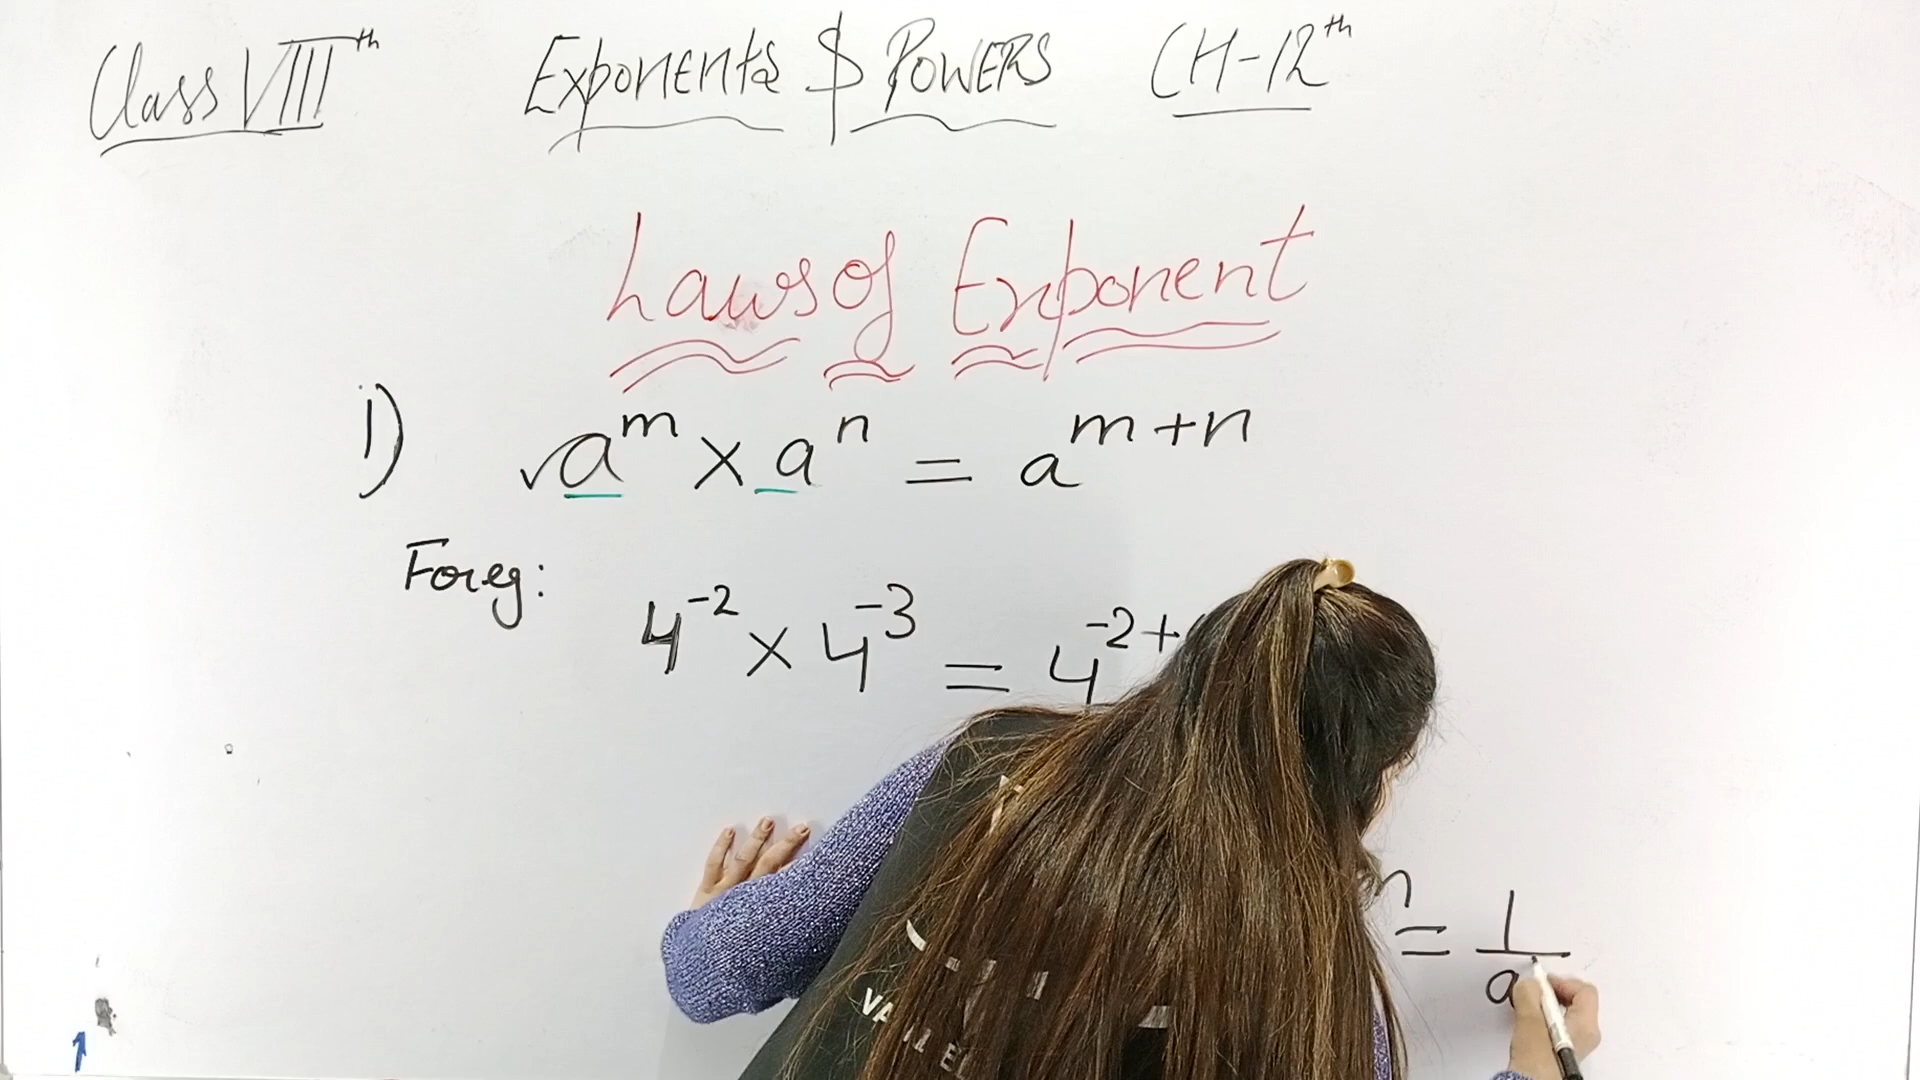 Class VIIIth Exponents $ POWERS CH-12th
Laws of Exponent
i) √a^m × a^n = a^m+n
For eg:
4^-2 × 4^-3 = 4^-2+
n = 1/a